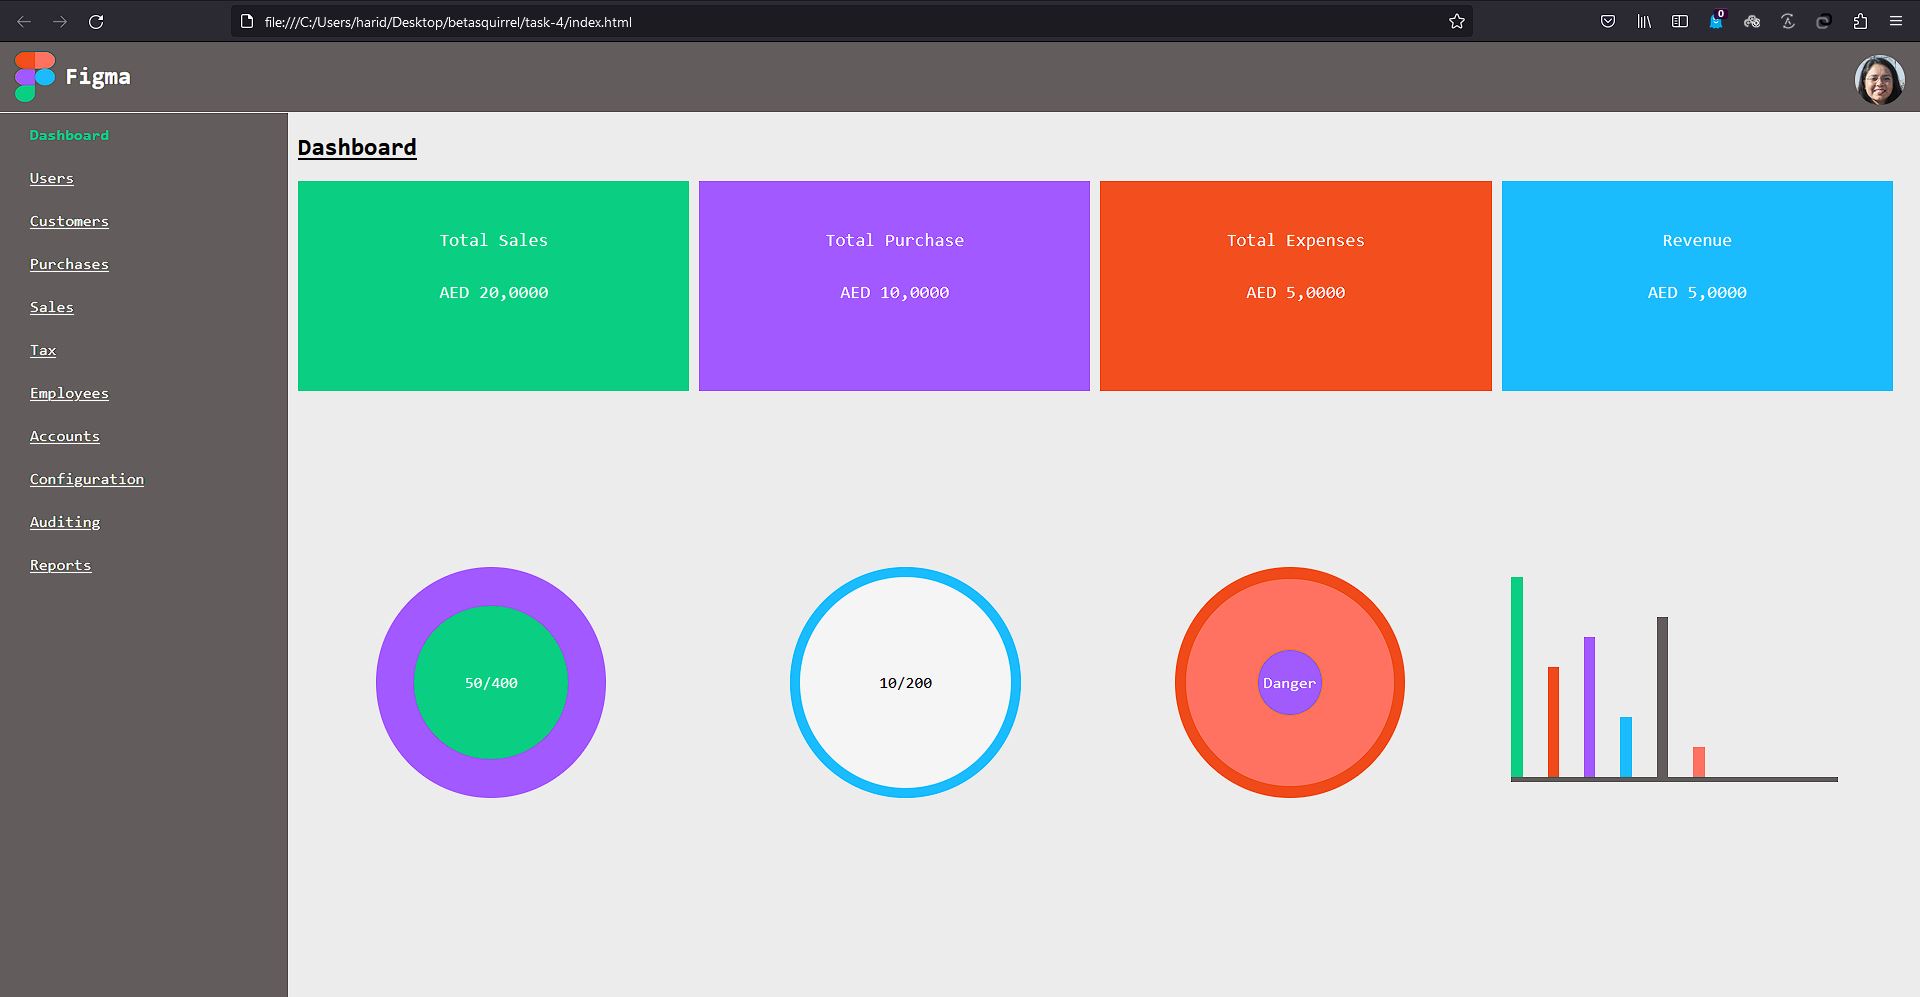 file:///C:/Users/harid/Desktop/betasquirrel/task-4/index.html
0
Figma
Dashboard
Users
Customers
Purchases
Sales
Tax
Employees
Accounts
Configuration
Auditing
Reports
Dashboard
Total Sales
AED 20,0000
Total Purchase
AED 10,0000
Total Expenses
AED 5,0000
Revenue
AED 5,0000
50/400
10/200
Danger